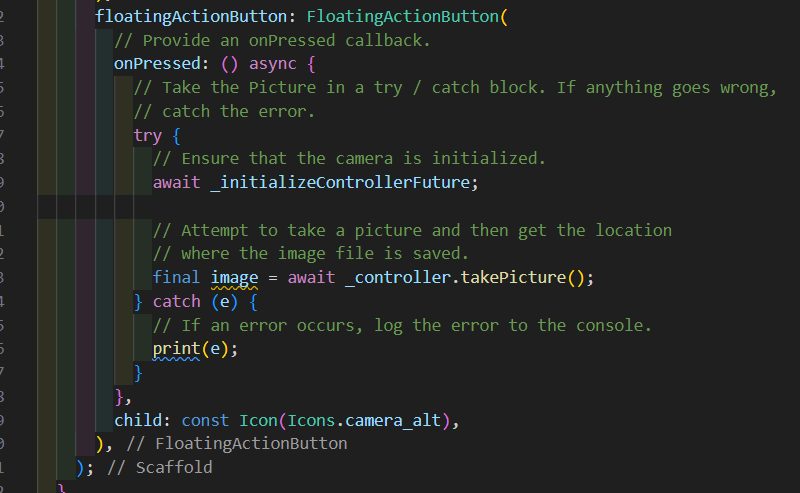 floatingActionButton: FloatingActionButton(
// Provide an onPressed callback.
onPressed: () async {
// Take the Picture in a try / catch block. If anything goes wrong,
// catch the error.
try {
// Ensure that the camera is initialized.
await _initializeControllerFuture;
// Attempt to take a picture and then get the location
// where the image file is saved.
final image = await _controller.takePicture();
} catch (e) {
// If an error occurs, log the error to the console.
print(e);
}
},
child: const Icon(Icons.camera_alt),
), // FloatingActionButton
); // Scaffold
}